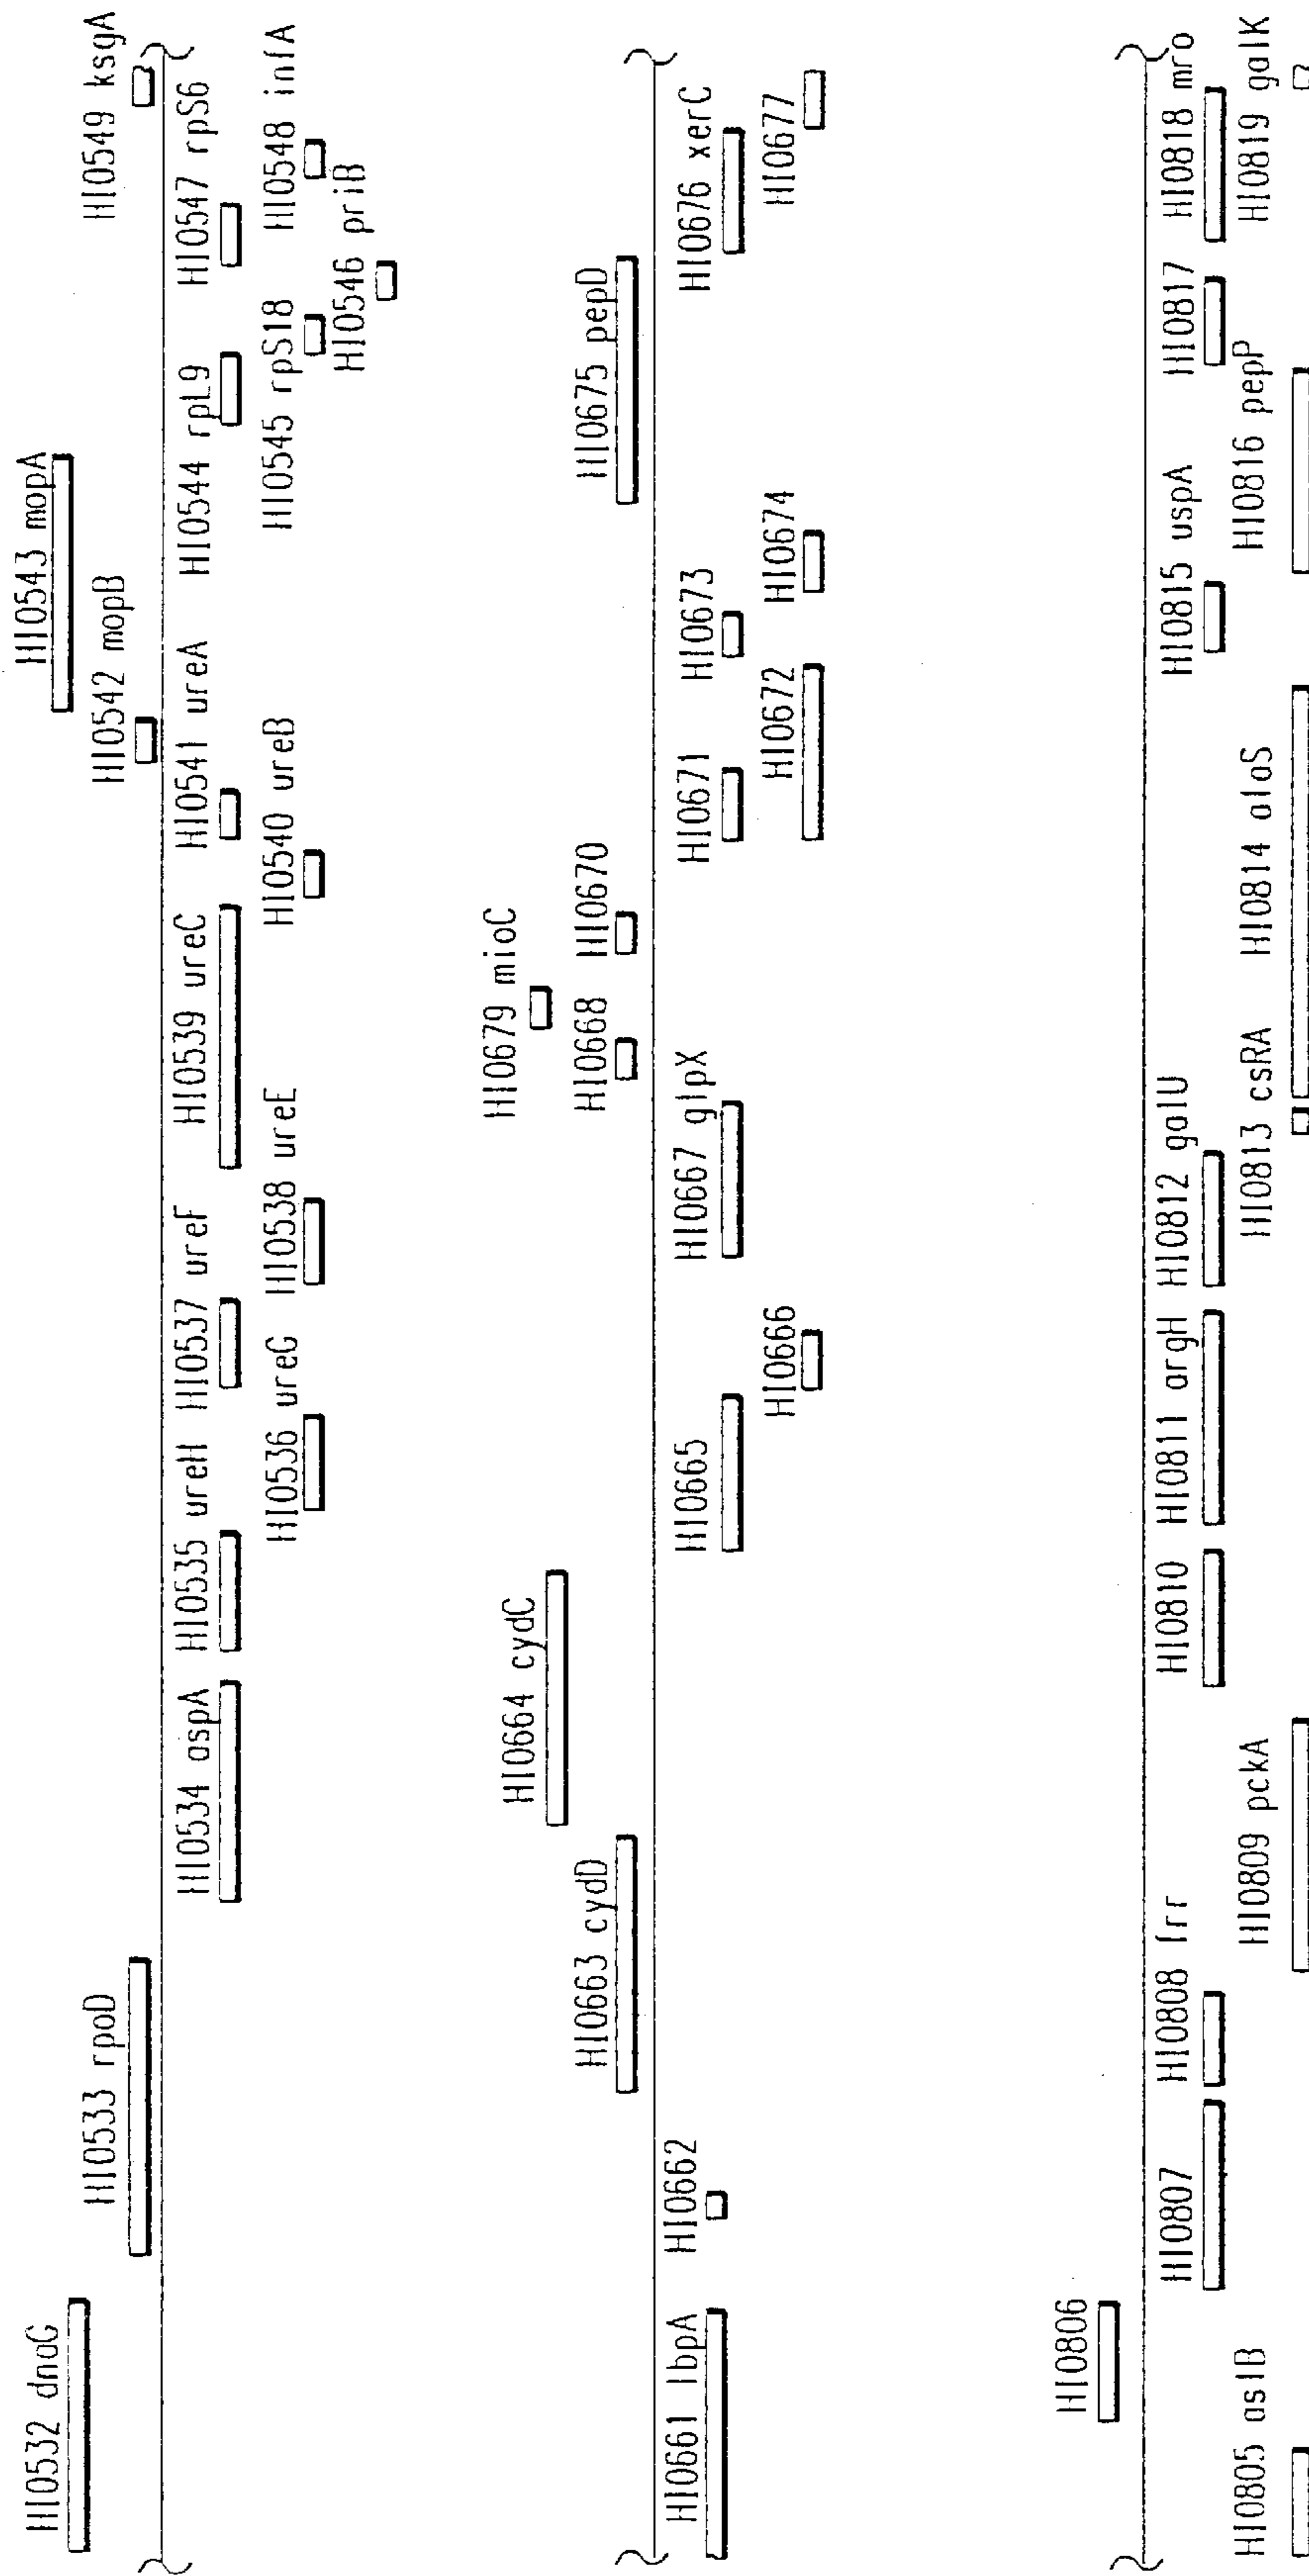 HI0532 dnaG
HI0533 rpoD
HI0534 aspA
HI0535 ureH
HI0536 ureG
HI0537 ureF
HI0538 ureE
HI0539 ureC
HI0540 ureB
HI0541 ureA
HI0542 mopB
HI0543 mopA
HI0544 rpL9
HI0545 rpS18
HI0546 priB
HI0547 rpS6
HI0548 infA
HI0549 ksgA
HI0661 lbpA
HI0662
HI0663 cydD
HI0664 cydC
HI0665
HI0666
HI0667 glpX
HI0668
HI0679 mioC
HI0670
HI0671
HI0672
HI0673
HI0674
HI0675 pepD
HI0676 xerC
HI0677
HI0805 aslB
HI0806
HI0807
HI0808 frr
HI0809 pckA
HI0810
HI0811 argH
HI0812 galU
HI0813 csRA
HI0814 alaS
HI0815 uspA
HI0816 pepP
HI0817
HI0818 mro
HI0819 galK